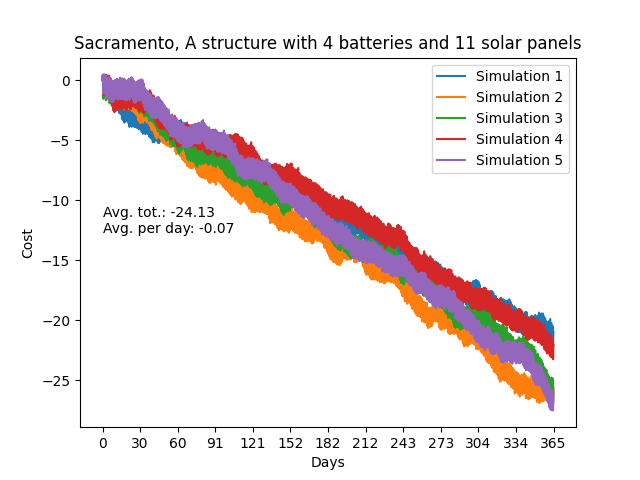 Sacramento, A structure with 4 batteries and 11 solar panels
Simulation 1
Simulation 2
Simulation 3
Simulation 4
Simulation 5
Avg. tot.: -24.13
Avg. per day: -0.07
Cost
0
−5
−10
−15
−20
−25
0 30 60 91 121 152 182 212 243 273 304 334 365
Days